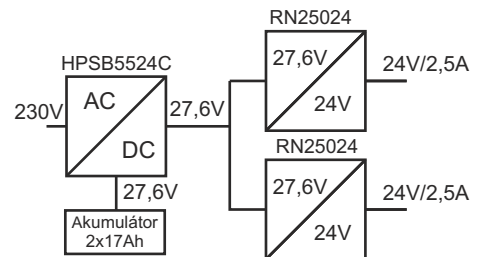 RN25024
HPSB5524C
27,6V
24V
24V/2,5A
230V
AC
DC
27,6V
27,6V
Akumulátor
2x17Ah
RN25024
27,6V
24V
24V/2,5A